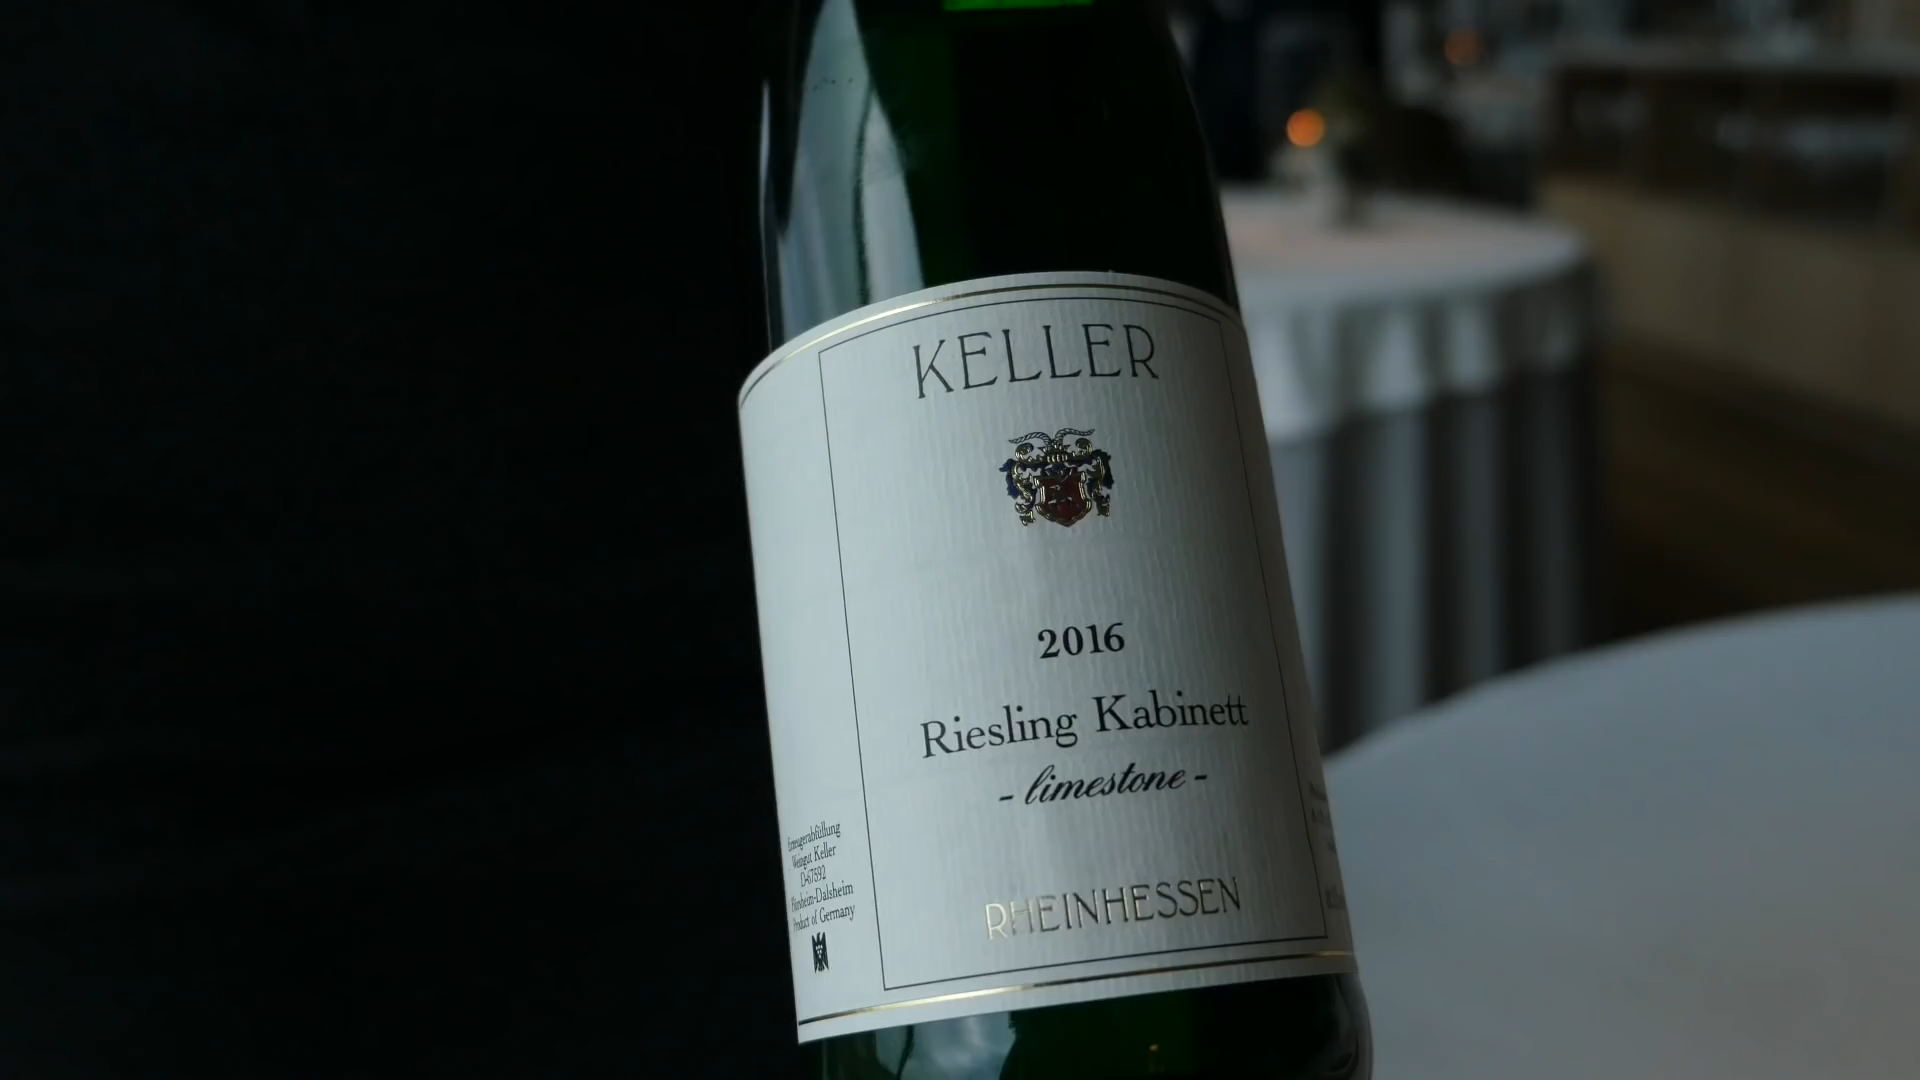 KELLER
2016
Riesling Kabinett
- limestone -
RHEINHESSEN
Erzeugerabfüllung
Weingut Keller
D-67592
Flörsheim-Dalsheim
Product of Germany